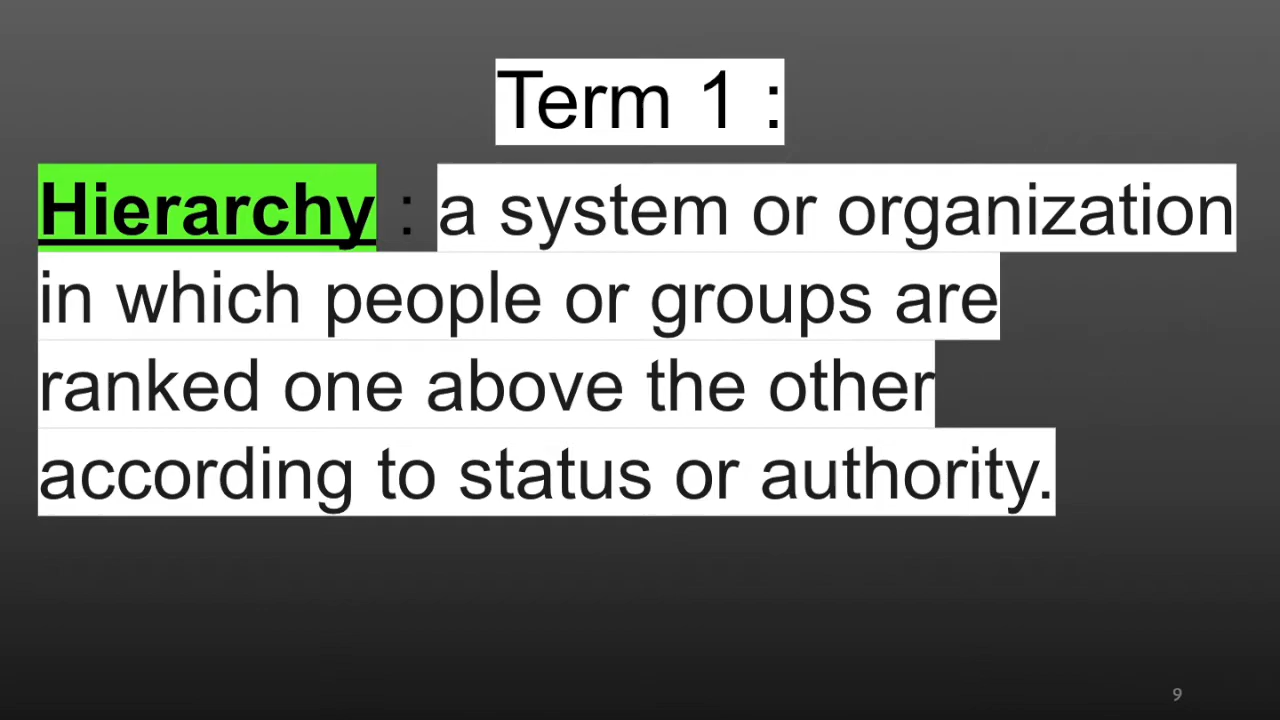 Term 1 :
Hierarchy : a system or organization
in which people or groups are
ranked one above the other
according to status or authority.
9